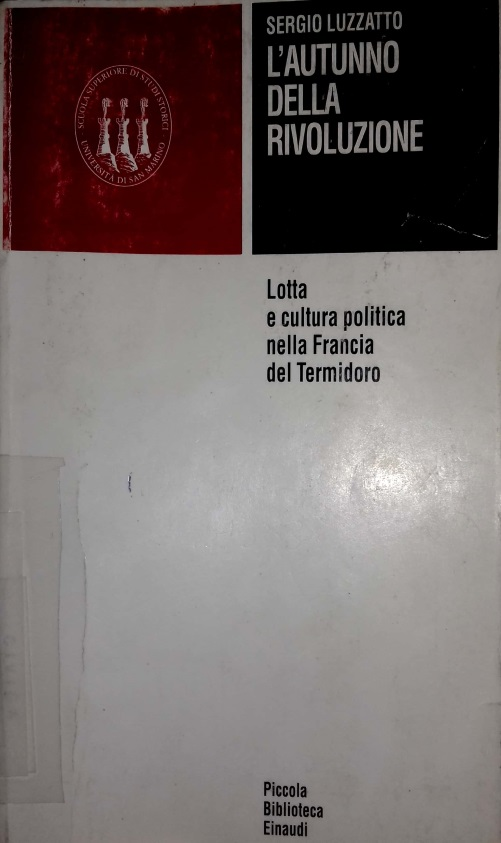 SCUOLA SUPERIORE DI STUDI STORICI
UNIVERSITÀ DI SAN MARINO
SERGIO LUZZATTO
L'AUTUNNO
DELLA
RIVOLUZIONE
Lotta
e cultura politica
nella Francia
del Termidoro
Piccola
Biblioteca
Einaudi